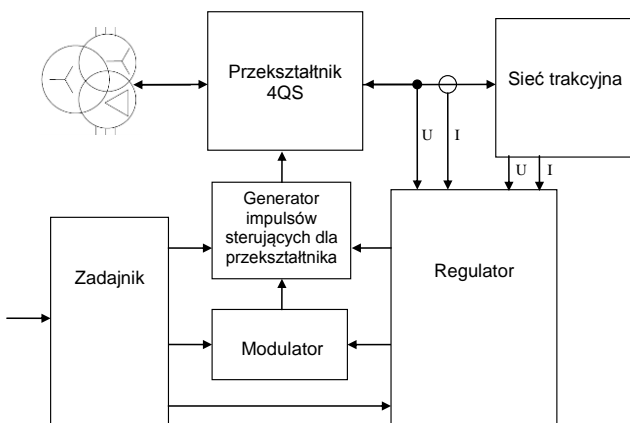 Przekształtnik
4QS
Sieć trakcyjna
U
I
U
I
Generator
impulsów
sterujących dla
przekształtnika
Zadajnik
Regulator
Modulator